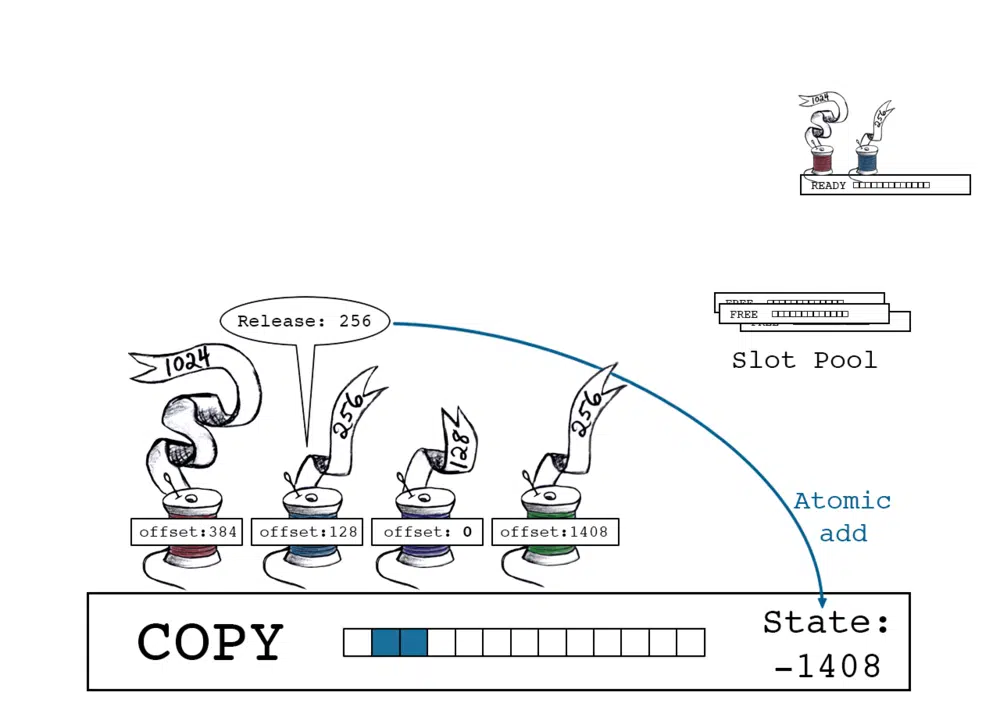 1024
256
READY
Release: 256
FREE
FREE
Slot Pool
1024
256
128
256
Atomic
add
offset:384
offset:128
offset: 0
offset:1408
State:
COPY
-1408